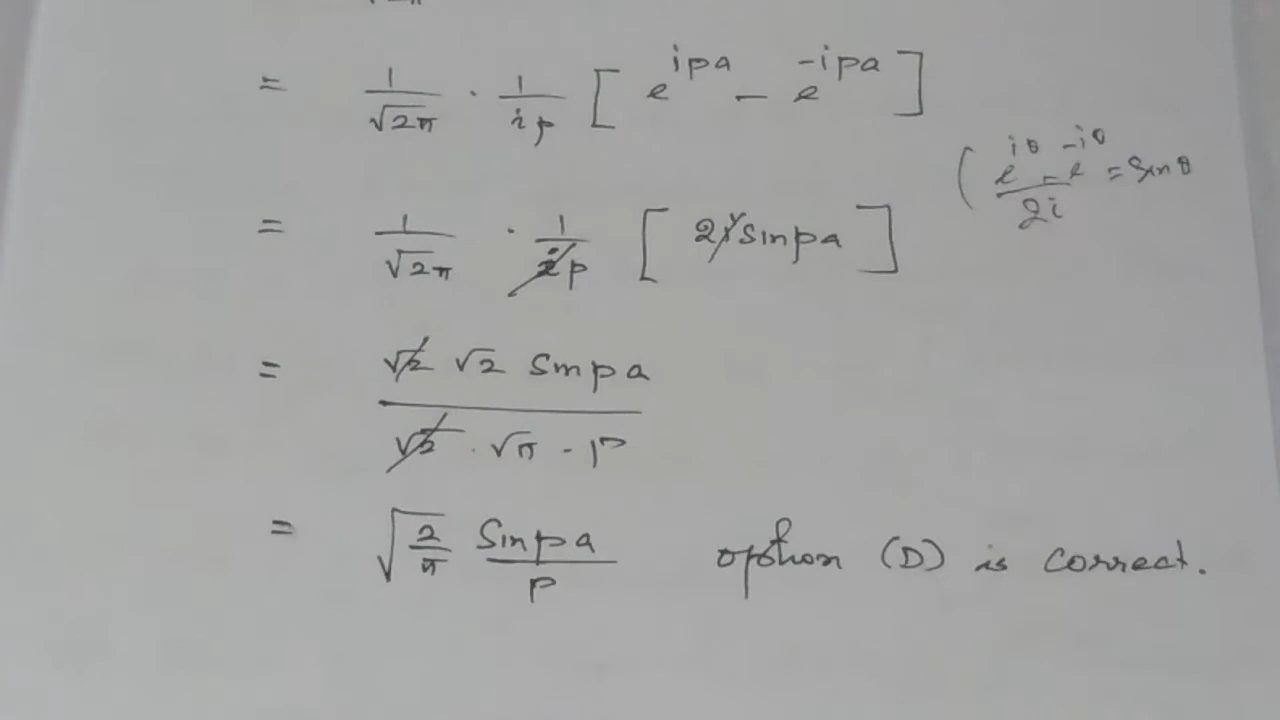 √2π
= 1/√2π · 1/ip [ e^ipa - e^-ipa ]
( e^iθ - e^-iθ / 2i = Sin θ
= 1/√2π · 1/ip [ 2i sin pa ]
= √2 √2 Sin pa / √2 · √π · p
= √2/π Sin pa / p option (D) is correct.